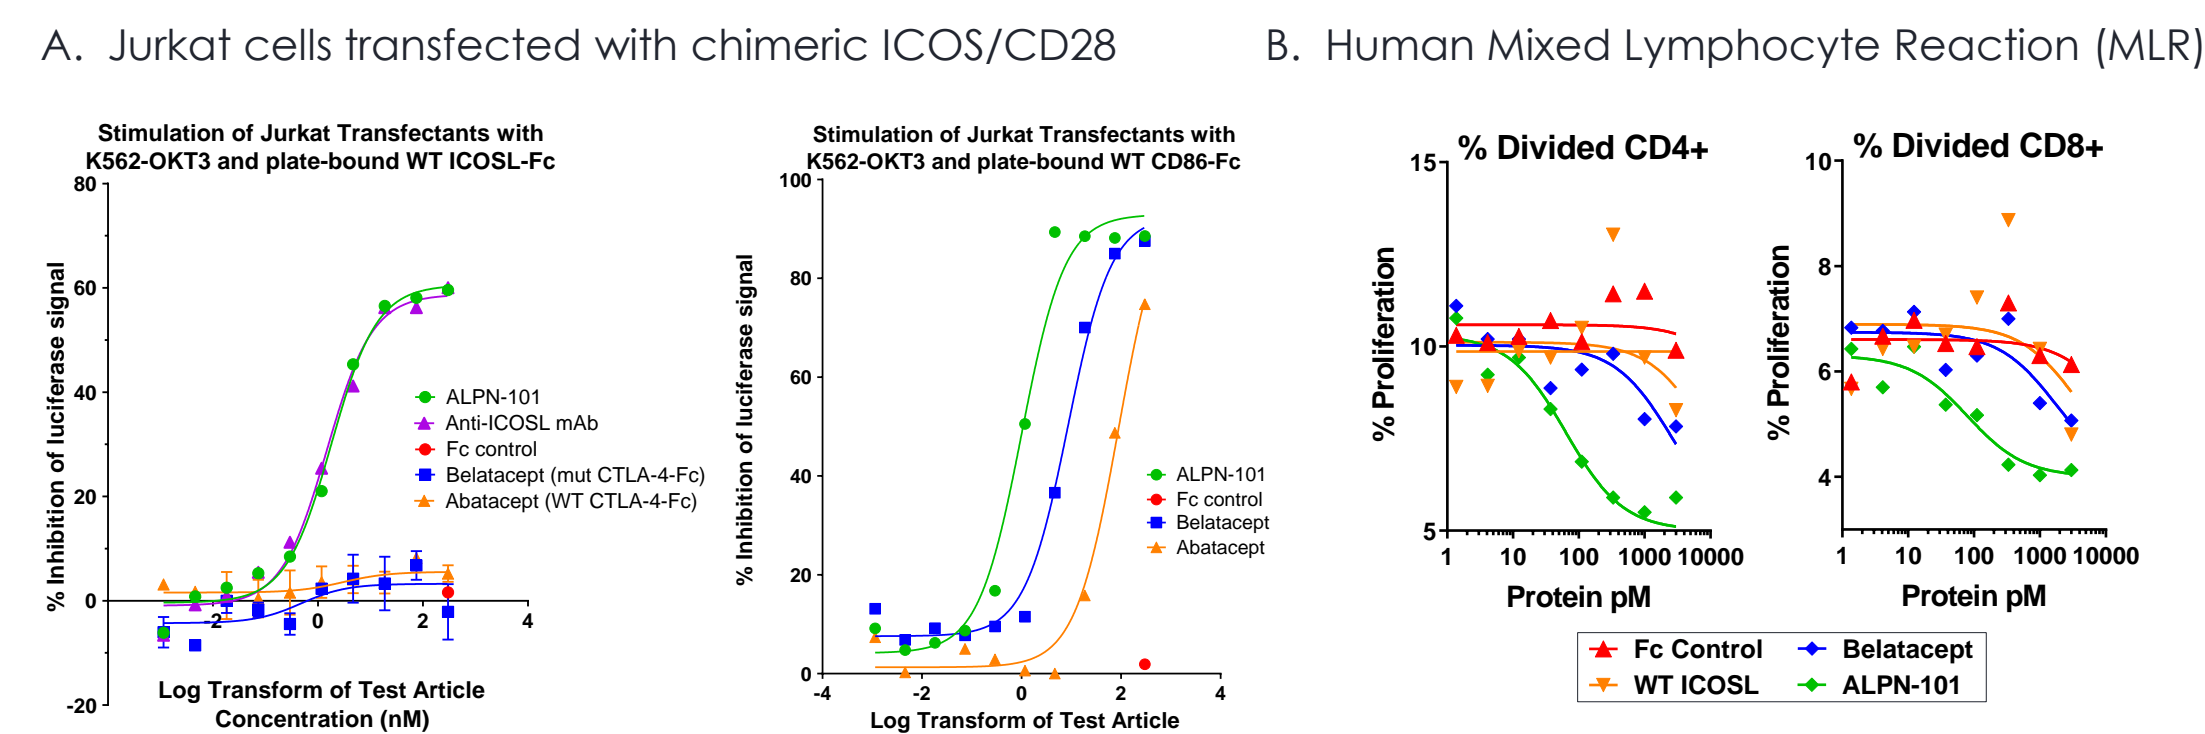 A. Jurkat cells transfected with chimeric ICOS/CD28
B. Human Mixed Lymphocyte Reaction (MLR)
Stimulation of Jurkat Transfectants with
K562-OKT3 and plate-bound WT ICOSL-Fc
% Inhibition of luciferase signal
80
60
40
20
0
-20
-2
0
2
4
ALPN-101
Anti-ICOSL mAb
Fc control
Belatacept (mut CTLA-4-Fc)
Abatacept (WT CTLA-4-Fc)
Log Transform of Test Article
Concentration (nM)
Stimulation of Jurkat Transfectants with
K562-OKT3 and plate-bound WT CD86-Fc
% Inhibition of luciferase signal
100
80
60
40
20
0
-4
-2
0
2
4
ALPN-101
Fc control
Belatacept
Abatacept
Log Transform of Test Article
% Divided CD4+
% Proliferation
15
10
5
1
10
100
1000
10000
Protein pM
% Divided CD8+
% Proliferation
10
8
6
4
1
10
100
1000
10000
Protein pM
Fc Control
Belatacept
WT ICOSL
ALPN-101